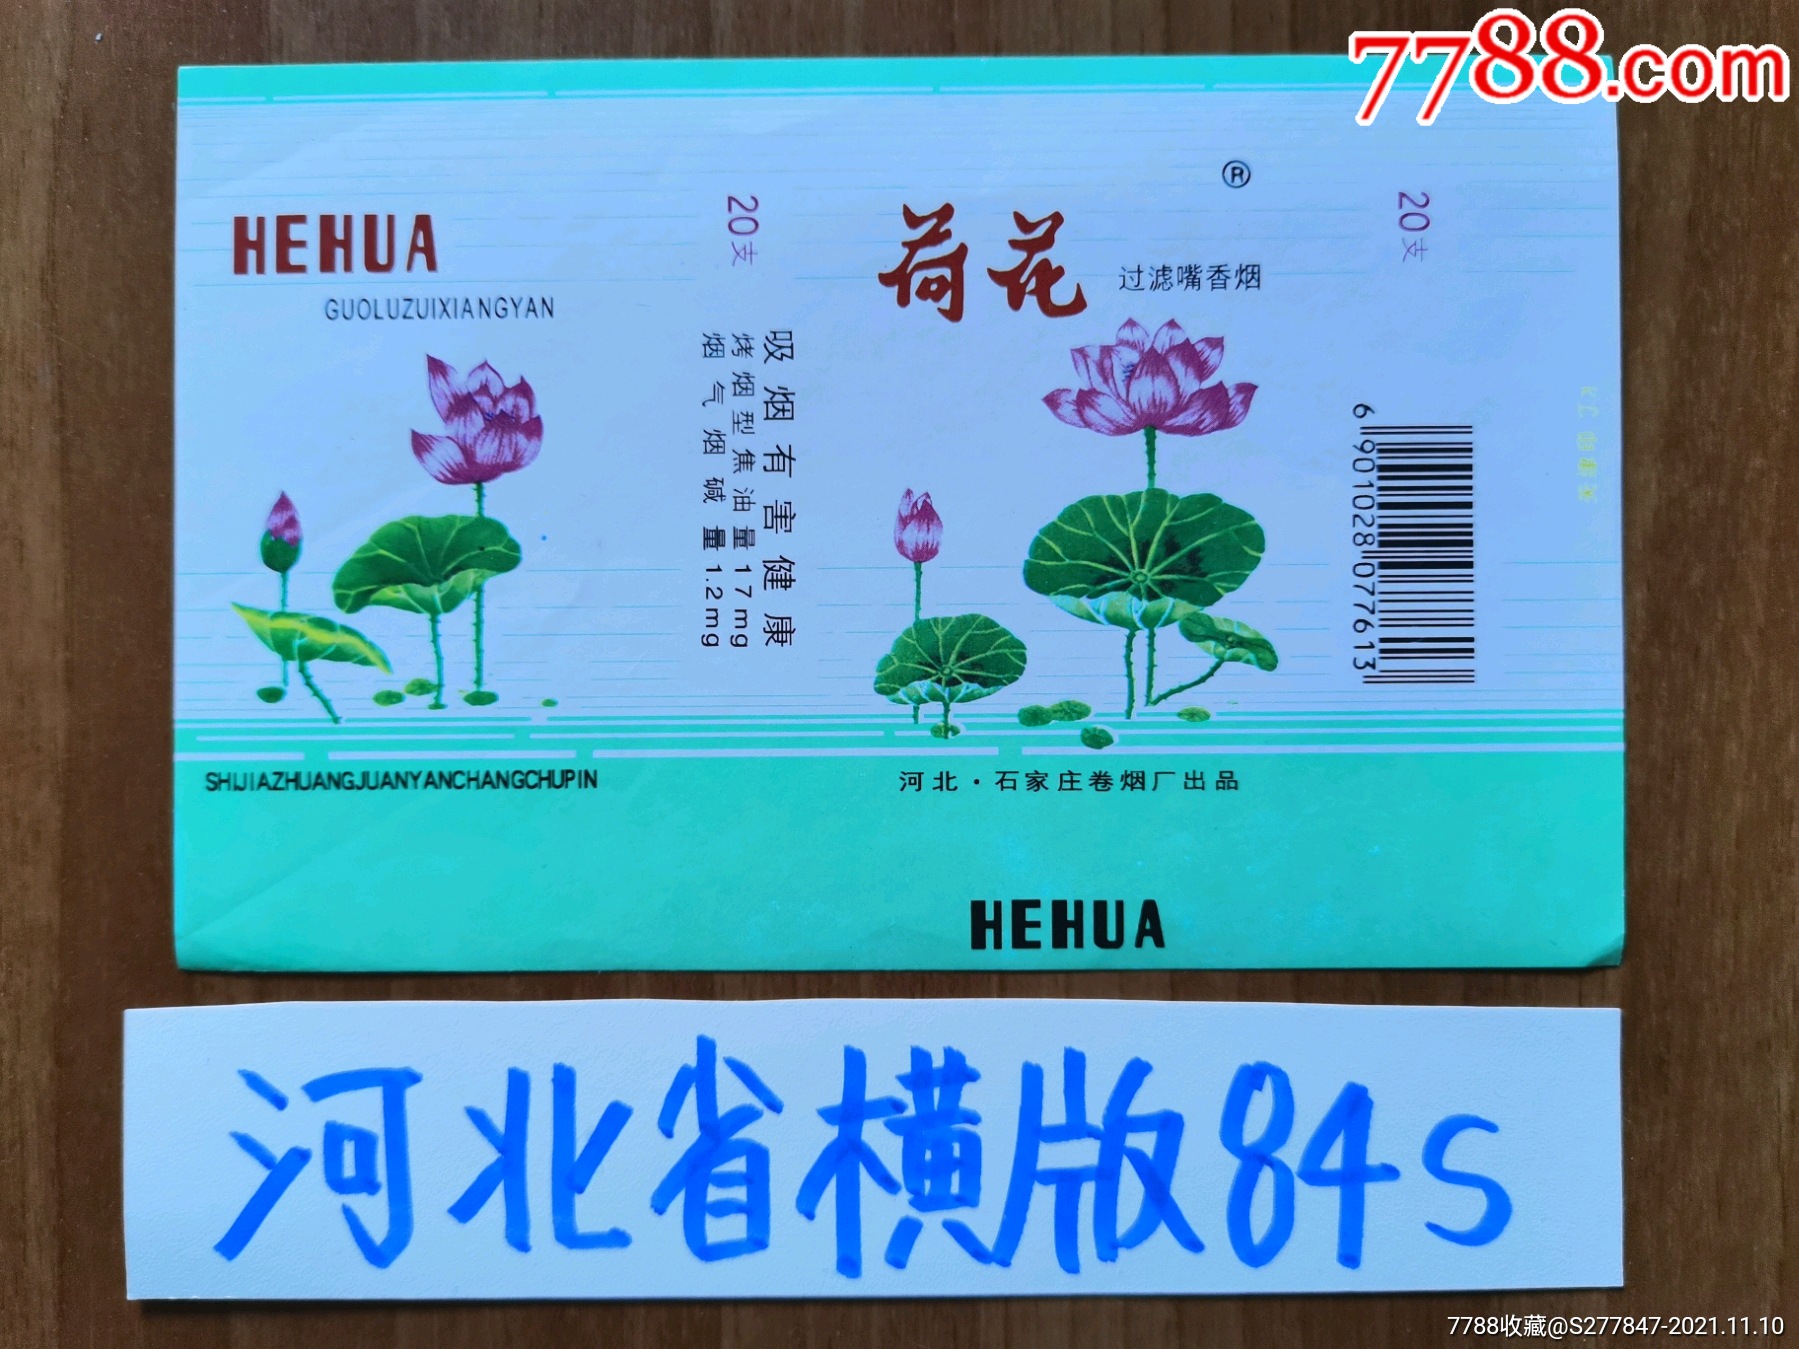 7788.com
®
HEHUA
GUOLUZUIXIANGYAN
20支
荷花
过滤嘴香烟
20支
吸烟有害健康
烤烟型焦油量17mg
烟气烟碱量1.2mg
6 901028 077613
SHIJIAZHUANGJUANYANCHANGCHUPIN
河北·石家庄卷烟厂出品
HEHUA
河北省横版84S
7788收藏@S277847-2021.11.10